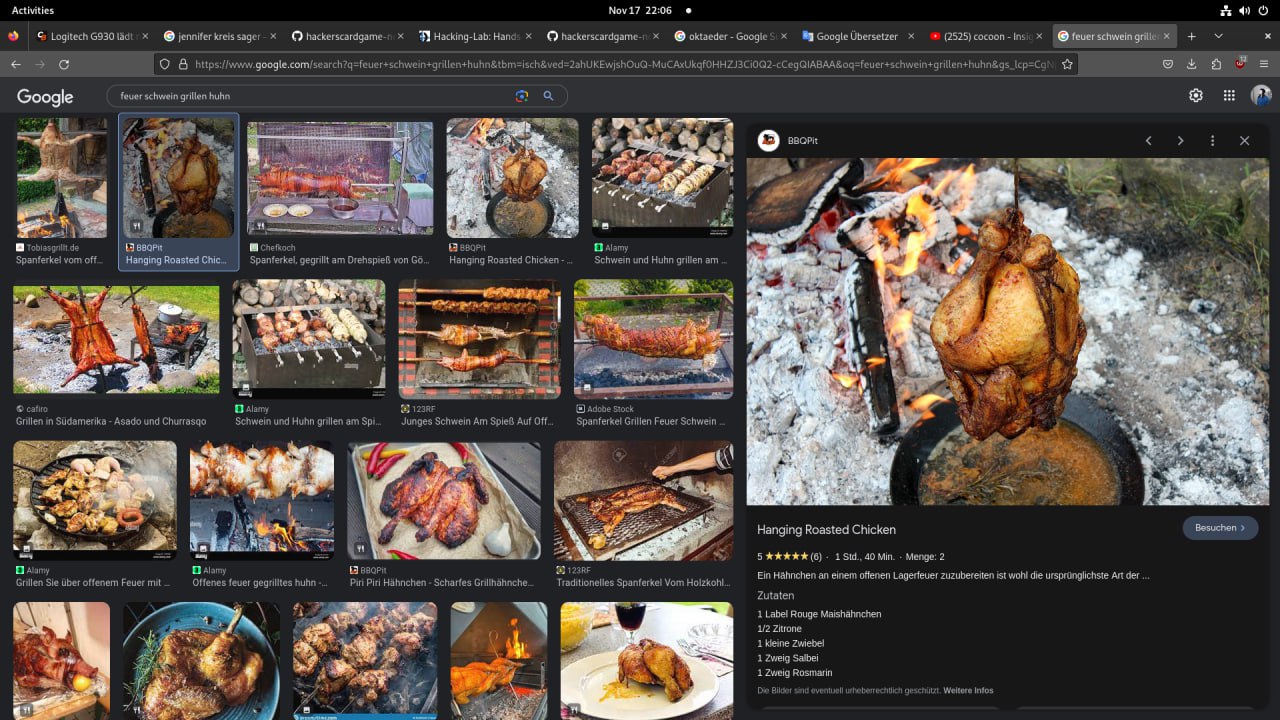 Activities
Nov 17 22:06
Logitech G930 lädt n
jennifer kreis sager -
hackerscardgame-n
Hacking-Lab: Hands-
hackerscardgame-n
oktaeder - Google S
Google Übersetzer
(2525) cocoon - Insig
feuer schwein grillen
https://www.google.com/search?q=feuer+schwein+grillen+huhn&tbm=isch&ved=2ahUKEwjshOuQ-MuCAxUkqf0HHZJ3Ci0Q2-cCegQIABAA&oq=feuer+schwein+grillen+huhn&gs_lcp=CgN
Google
feuer schwein grillen huhn
BBQPit
Tobiasgrillt.de
Spanferkel vom off...
BBQPit
Hanging Roasted Chic...
Chefkoch
Spanferkel, gegrillt am Drehspieß von Gö...
BBQPit
Hanging Roasted Chicken - ...
Alamy
Schwein und Huhn grillen am ...
cafiro
Grillen in Südamerika - Asado und Churrasqo
Alamy
Schwein und Huhn grillen am Spi...
123RF
Junges Schwein Am Spieß Auf Off...
Adobe Stock
Spanferkel Grillen Feuer Schwein ...
Alamy
Grillen Sie über offenem Feuer mit ...
Alamy
Offenes feuer gegrilltes huhn -...
BBQPit
Piri Piri Hähnchen - Scharfes Grillhähnche...
123RF
Traditionelles Spanferkel Vom Holzkohl...
Hanging Roasted Chicken
Besuchen
5 ★★★★★ (6) · 1 Std., 40 Min. · Menge: 2
Ein Hähnchen an einem offenen Lagerfeuer zuzubereiten ist wohl die ursprünglichste Art der ...
Zutaten
1 Label Rouge Maishähnchen
1/2 Zitrone
1 kleine Zwiebel
1 Zweig Salbei
1 Zweig Rosmarin
Die Bilder sind eventuell urheberrechtlich geschützt. Weitere Infos